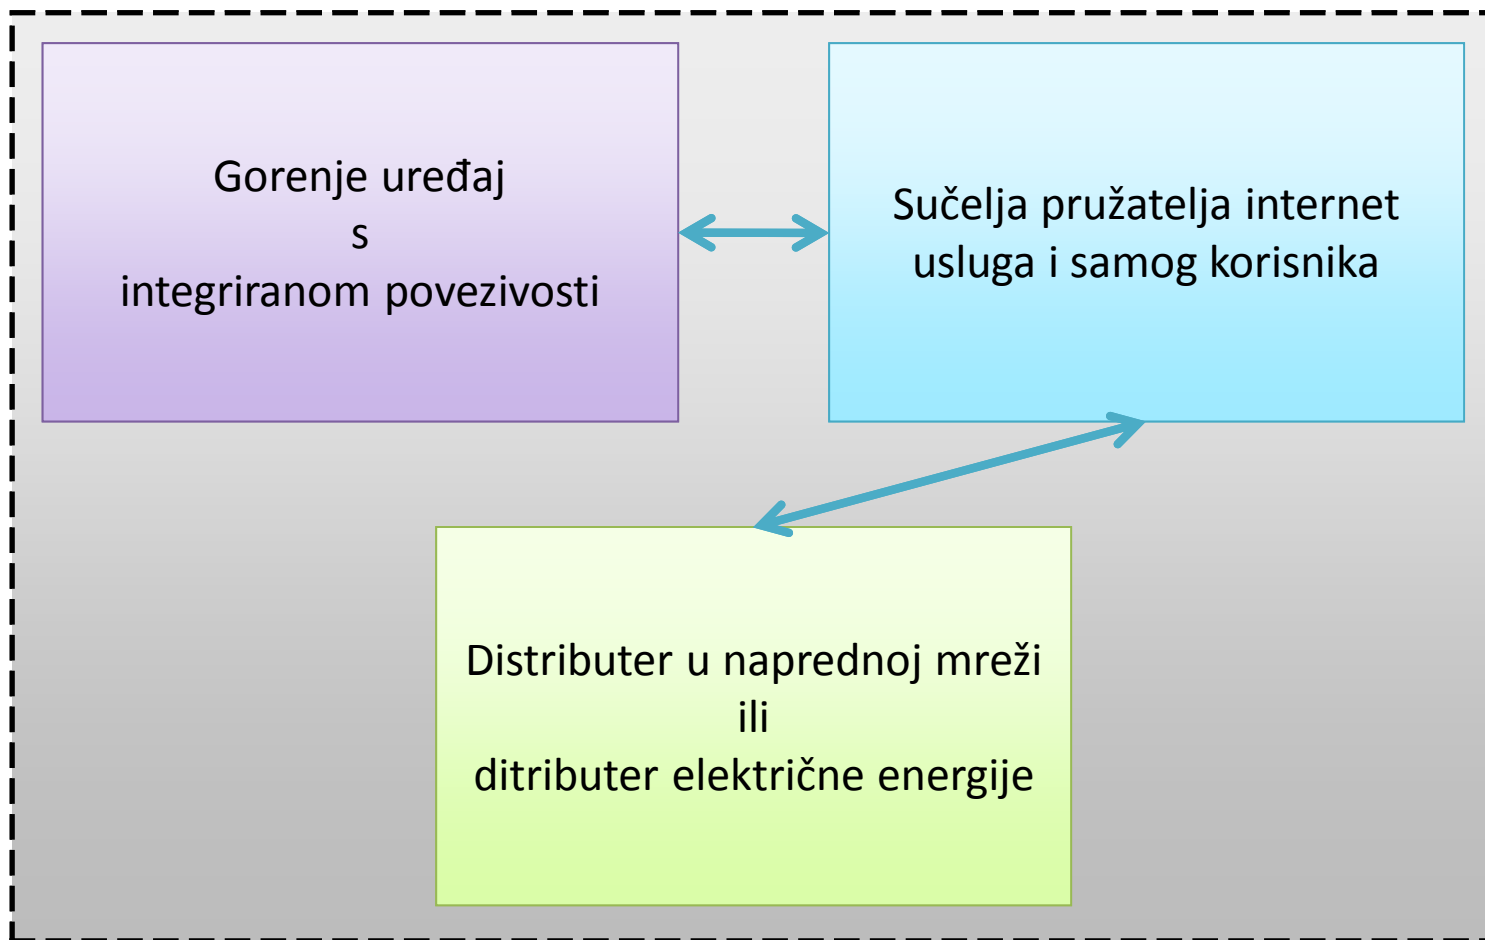 Gorenje uređaj
s
integriranom povezivosti
Sučelja pružatelja internet
usluga i samog korisnika
Distributer u naprednoj mreži
ili
ditributer električne energije